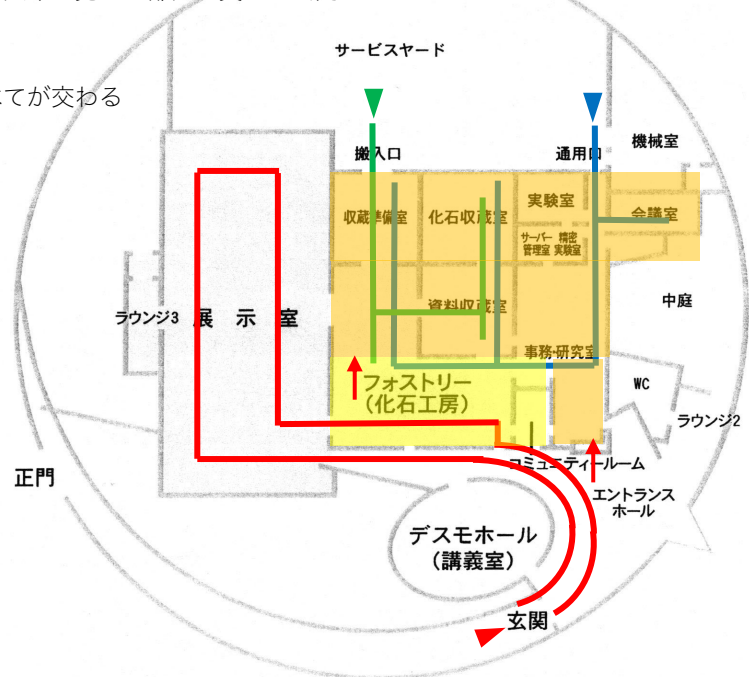 サービスヤード
てが交わる
機械室
搬入口
通用口
収蔵準備室
化石収蔵室
実験室
会議室
サーバー 精密
管理室 実験室
中庭
資料収蔵室
ラウンジ3
展示室
事務・研究室
フォストリー
(化石工房)
WC
ラウンジ2
コミュニティールーム
正門
エントランス
ホール
デスモホール
(講義室)
玄関